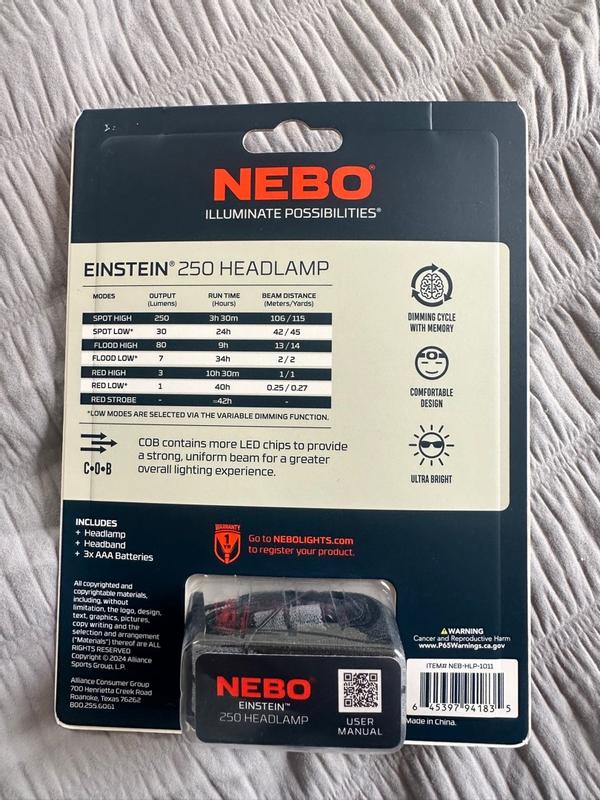 NEBO®
ILLUMINATE POSSIBILITIES®
EINSTEIN® 250 HEADLAMP
MODES OUTPUT (Lumens) RUN TIME (Hours) BEAM DISTANCE (Meters/Yards)
SPOT HIGH 250 3h 30m 106 / 115
SPOT LOW* 30 24h 42 / 45
FLOOD HIGH 80 9h 13 / 14
FLOOD LOW* 7 34h 2 / 2
RED HIGH 3 10h 30m 1 / 1
RED LOW* 1 40h 0.25 / 0.27
RED STROBE - ≈42h -
*LOW MODES ARE SELECTED VIA THE VARIABLE DIMMING FUNCTION.
C•O•B
COB contains more LED chips to provide
a strong, uniform beam for a greater
overall lighting experience.
DIMMING CYCLE
WITH MEMORY
COMFORTABLE
DESIGN
ULTRA BRIGHT
INCLUDES
+ Headlamp
+ Headband
+ 3x AAA Batteries
WARRANTY
1
Go to NEBOLIGHTS.com
to register your product.
All copyrighted and
copyrightable materials,
including, without
limitation, the logo, design,
text, graphics, pictures,
copy writing and the
selection and arrangement
("Materials") thereof are ALL
RIGHTS RESERVED
Copyright © 2024 Alliance
Sports Group, L.P.
Alliance Consumer Group
700 Henrietta Creek Road
Roanoke, Texas 76262
800.255.6061
NEBO®
EINSTEIN™
250 HEADLAMP
USER
MANUAL
⚠WARNING
Cancer and Reproductive Harm
www.P65Warnings.ca.gov
ITEM# NEB-HLP-1011
6 45397 94183 5
Made in China.